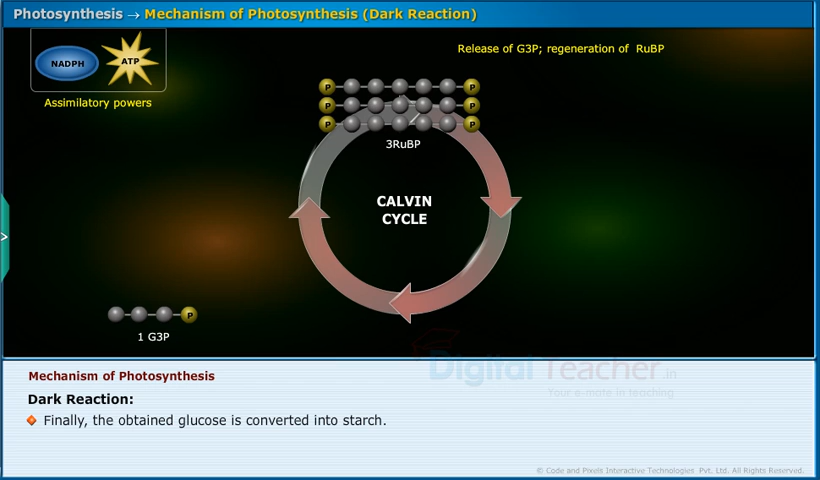 Photosynthesis → Mechanism of Photosynthesis (Dark Reaction)
NADPH
ATP
Assimilatory powers
Release of G3P; regeneration of RuBP
P P
P P
P P
3RuBP
CALVIN
CYCLE
P
1 G3P
>
Digital Teacher.in
Your e-mate in teaching
Mechanism of Photosynthesis
Dark Reaction:
Finally, the obtained glucose is converted into starch.
© Code and Pixels Interactive Technologies Pvt. Ltd. All Rights Reserved.